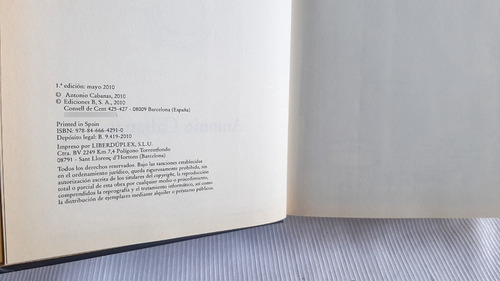 1.ª edición: mayo 2010
© Antonio Cabanas, 2010
© Ediciones B, S. A., 2010
Consell de Cent 425-427 - 08009 Barcelona (España)
Printed in Spain
ISBN: 978-84-666-4291-0
Depósito legal: B. 9.419-2010
Impreso por LIBERDÚPLEX, S.L.U.
Ctra. BV 2249 Km 7,4 Polígono Torrentfondo
08791 - Sant Llorenç d'Hortons (Barcelona)
Todos los derechos reservados. Bajo las sanciones establecidas
en el ordenamiento jurídico, queda rigurosamente prohibida, sin
autorización escrita de los titulares del copyright, la reproducción
total o parcial de esta obra por cualquier medio o procedimiento,
comprendidos la reprografía y el tratamiento informático, así como
la distribución de ejemplares mediante alquiler o préstamo públicos.